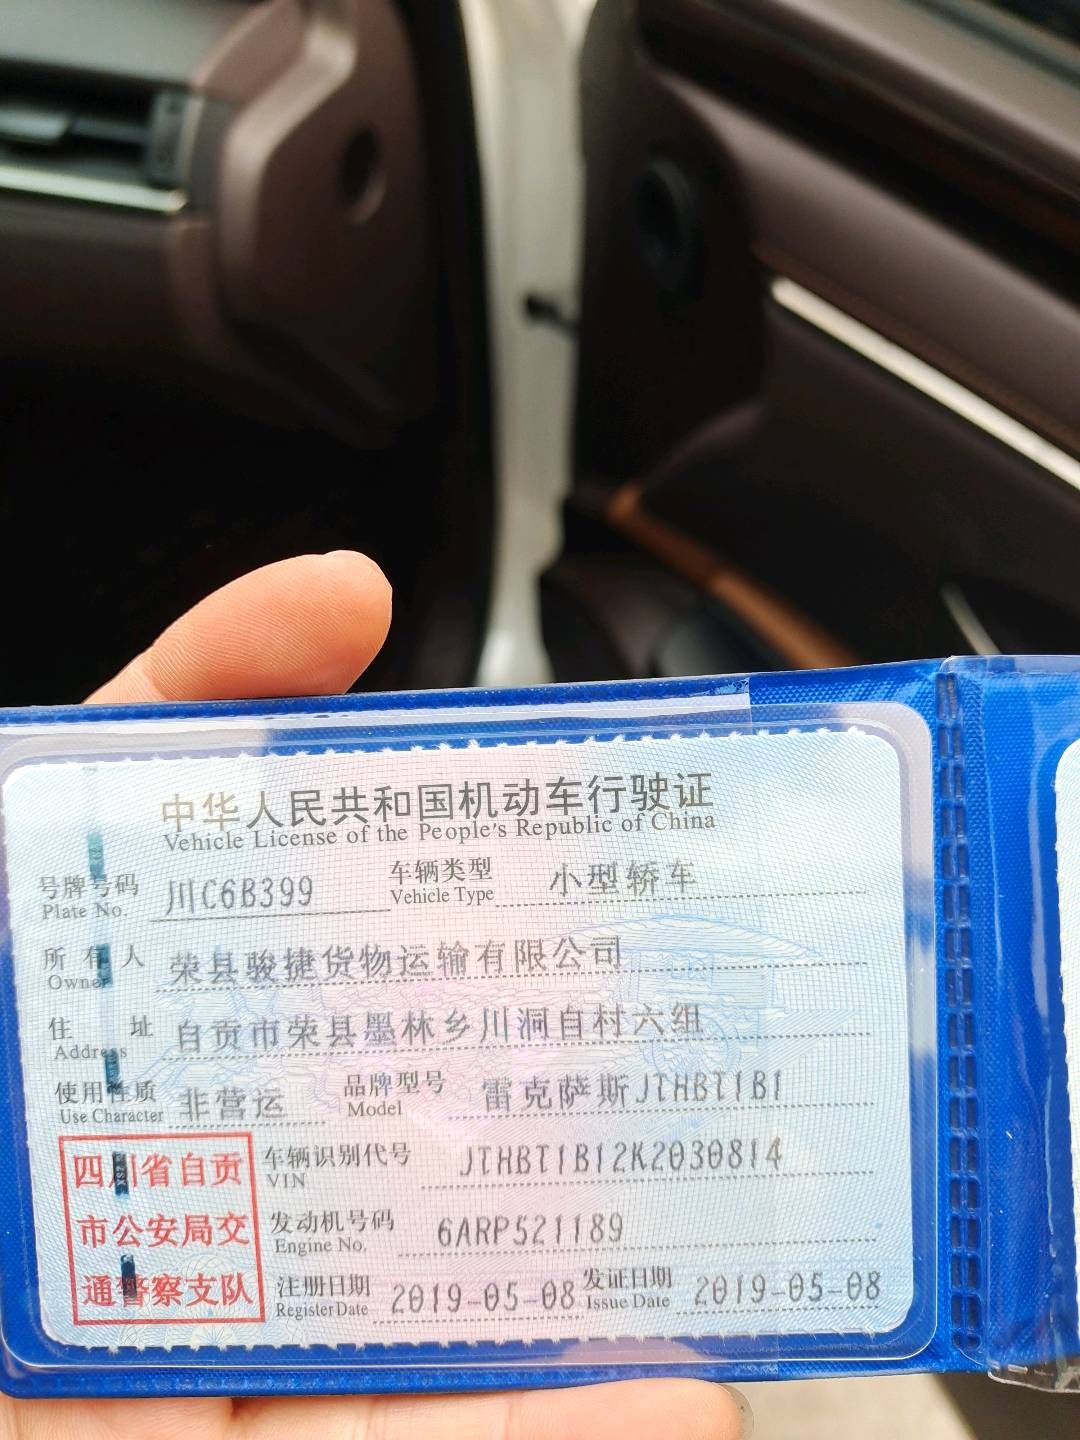 中华人民共和国机动车行驶证
Vehicle License of the People's Republic of China
号牌号码 川C6B399 车辆类型 小型轿车
Plate No. Vehicle Type
所有人 荣县骏捷货物运输有限公司
Owner
住址 自贡市荣县墨林乡川洞自村六组
Address
使用性质 非营运 品牌型号 雷克萨斯JTHBT1B1
Use Character Model
四川省自贡
市公安局交
通警察支队
车辆识别代号 JTHBT1B12K2030814
VIN
发动机号码 6ARP521189
Engine No.
注册日期 2019-05-08 发证日期 2019-05-08
Register Date Issue Date